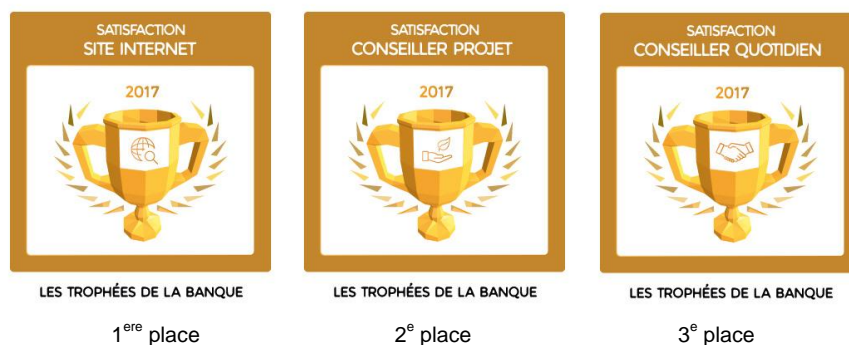 SATISFACTION
SITE INTERNET
2017
LES TROPHÉES DE LA BANQUE
1ere place
SATISFACTION
CONSEILLER PROJET
2017
LES TROPHÉES DE LA BANQUE
2e place
SATISFACTION
CONSEILLER QUOTIDIEN
2017
LES TROPHÉES DE LA BANQUE
3e place